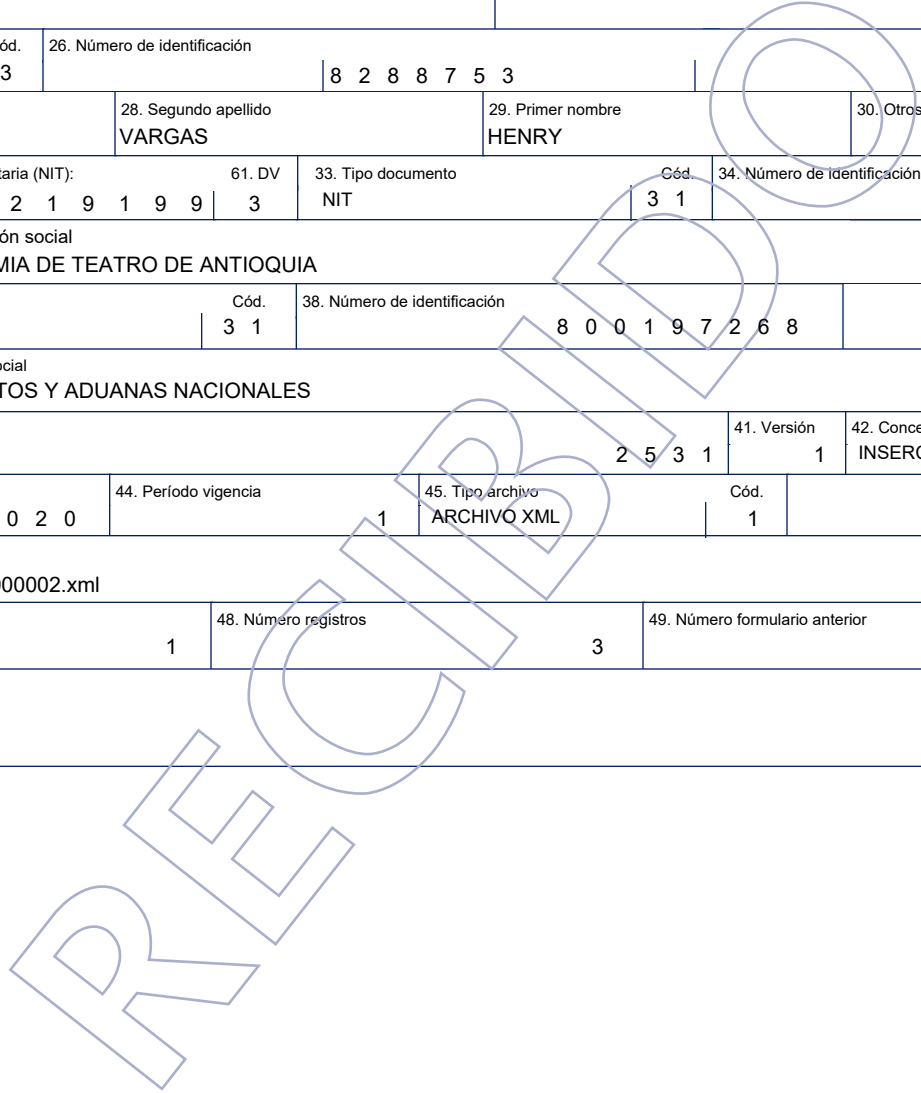 ód. 26. Número de identificación
3 8 2 8 8 7 5 3
28. Segundo apellido 29. Primer nombre 30. Otros
VARGAS HENRY
taria (NIT): 61. DV 33. Tipo documento Cód. 34. Número de identificación
2 1 9 1 9 9 3 NIT 3 1
ón social
MIA DE TEATRO DE ANTIOQUIA
Cód. 38. Número de identificación
3 1 8 0 0 1 9 7 2 6 8
ocial
TOS Y ADUANAS NACIONALES
41. Versión 42. Conce
2 5 3 1 1 INSERC
44. Período vigencia 45. Tipo archivo Cód.
0 2 0 1 ARCHIVO XML 1
00002.xml
48. Número registros 49. Número formulario anterior
1 3
RECIBIDO